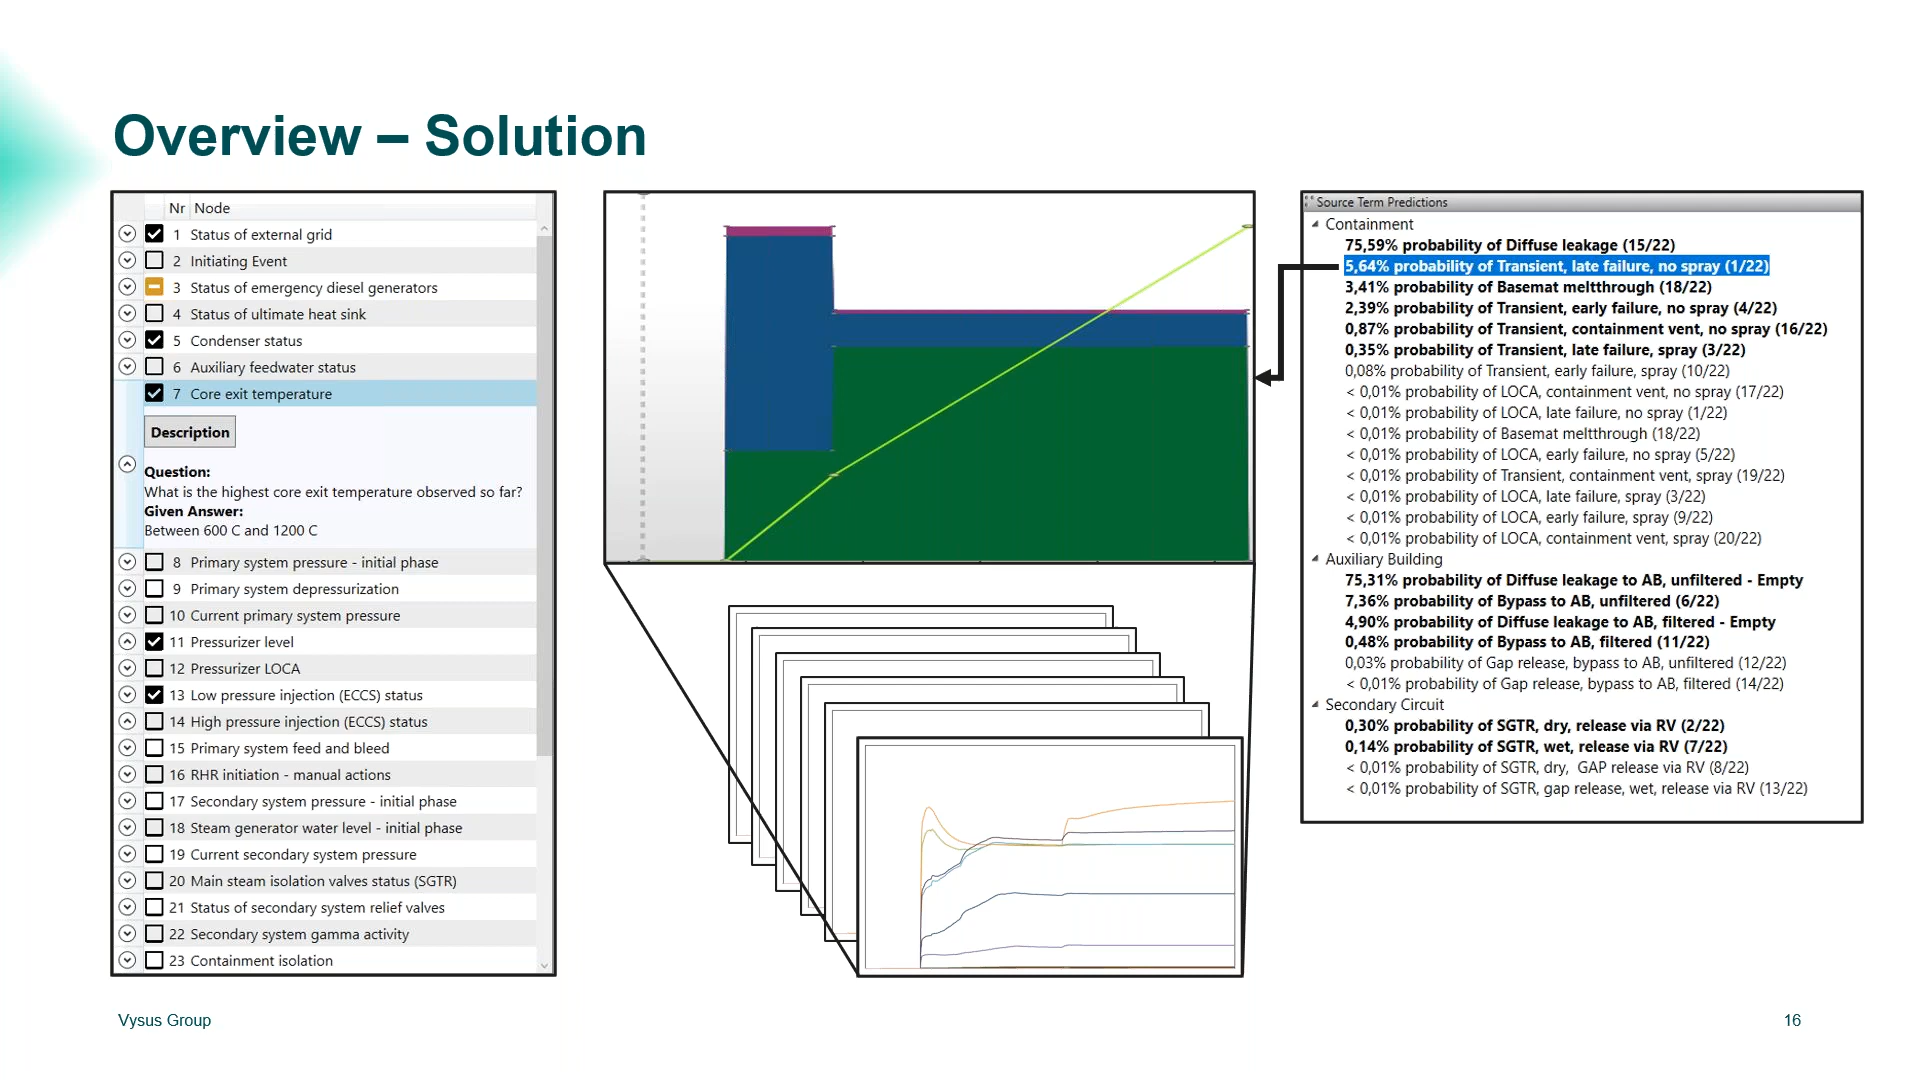 Overview – Solution
Nr Node
1 Status of external grid
2 Initiating Event
3 Status of emergency diesel generators
4 Status of ultimate heat sink
5 Condenser status
6 Auxiliary feedwater status
7 Core exit temperature
Description
Question:
What is the highest core exit temperature observed so far?
Given Answer:
Between 600 C and 1200 C
8 Primary system pressure - initial phase
9 Primary system depressurization
10 Current primary system pressure
11 Pressurizer level
12 Pressurizer LOCA
13 Low pressure injection (ECCS) status
14 High pressure injection (ECCS) status
15 Primary system feed and bleed
16 RHR initiation - manual actions
17 Secondary system pressure - initial phase
18 Steam generator water level - initial phase
19 Current secondary system pressure
20 Main steam isolation valves status (SGTR)
21 Status of secondary system relief valves
22 Secondary system gamma activity
23 Containment isolation
Source Term Predictions
Containment
75,59% probability of Diffuse leakage (15/22)
5,64% probability of Transient, late failure, no spray (1/22)
3,41% probability of Basemat meltthrough (18/22)
2,39% probability of Transient, early failure, no spray (4/22)
0,87% probability of Transient, containment vent, no spray (16/22)
0,35% probability of Transient, late failure, spray (3/22)
0,08% probability of Transient, early failure, spray (10/22)
< 0,01% probability of LOCA, containment vent, no spray (17/22)
< 0,01% probability of LOCA, late failure, no spray (1/22)
< 0,01% probability of Basemat meltthrough (18/22)
< 0,01% probability of LOCA, early failure, no spray (5/22)
< 0,01% probability of Transient, containment vent, spray (19/22)
< 0,01% probability of LOCA, late failure, spray (3/22)
< 0,01% probability of LOCA, early failure, spray (9/22)
< 0,01% probability of LOCA, containment vent, spray (20/22)
Auxiliary Building
75,31% probability of Diffuse leakage to AB, unfiltered - Empty
7,36% probability of Bypass to AB, unfiltered (6/22)
4,90% probability of Diffuse leakage to AB, filtered - Empty
0,48% probability of Bypass to AB, filtered (11/22)
0,03% probability of Gap release, bypass to AB, unfiltered (12/22)
< 0,01% probability of Gap release, bypass to AB, filtered (14/22)
Secondary Circuit
0,30% probability of SGTR, dry, release via RV (2/22)
0,14% probability of SGTR, wet, release via RV (7/22)
< 0,01% probability of SGTR, dry, GAP release via RV (8/22)
< 0,01% probability of SGTR, gap release, wet, release via RV (13/22)
Vysus Group
16